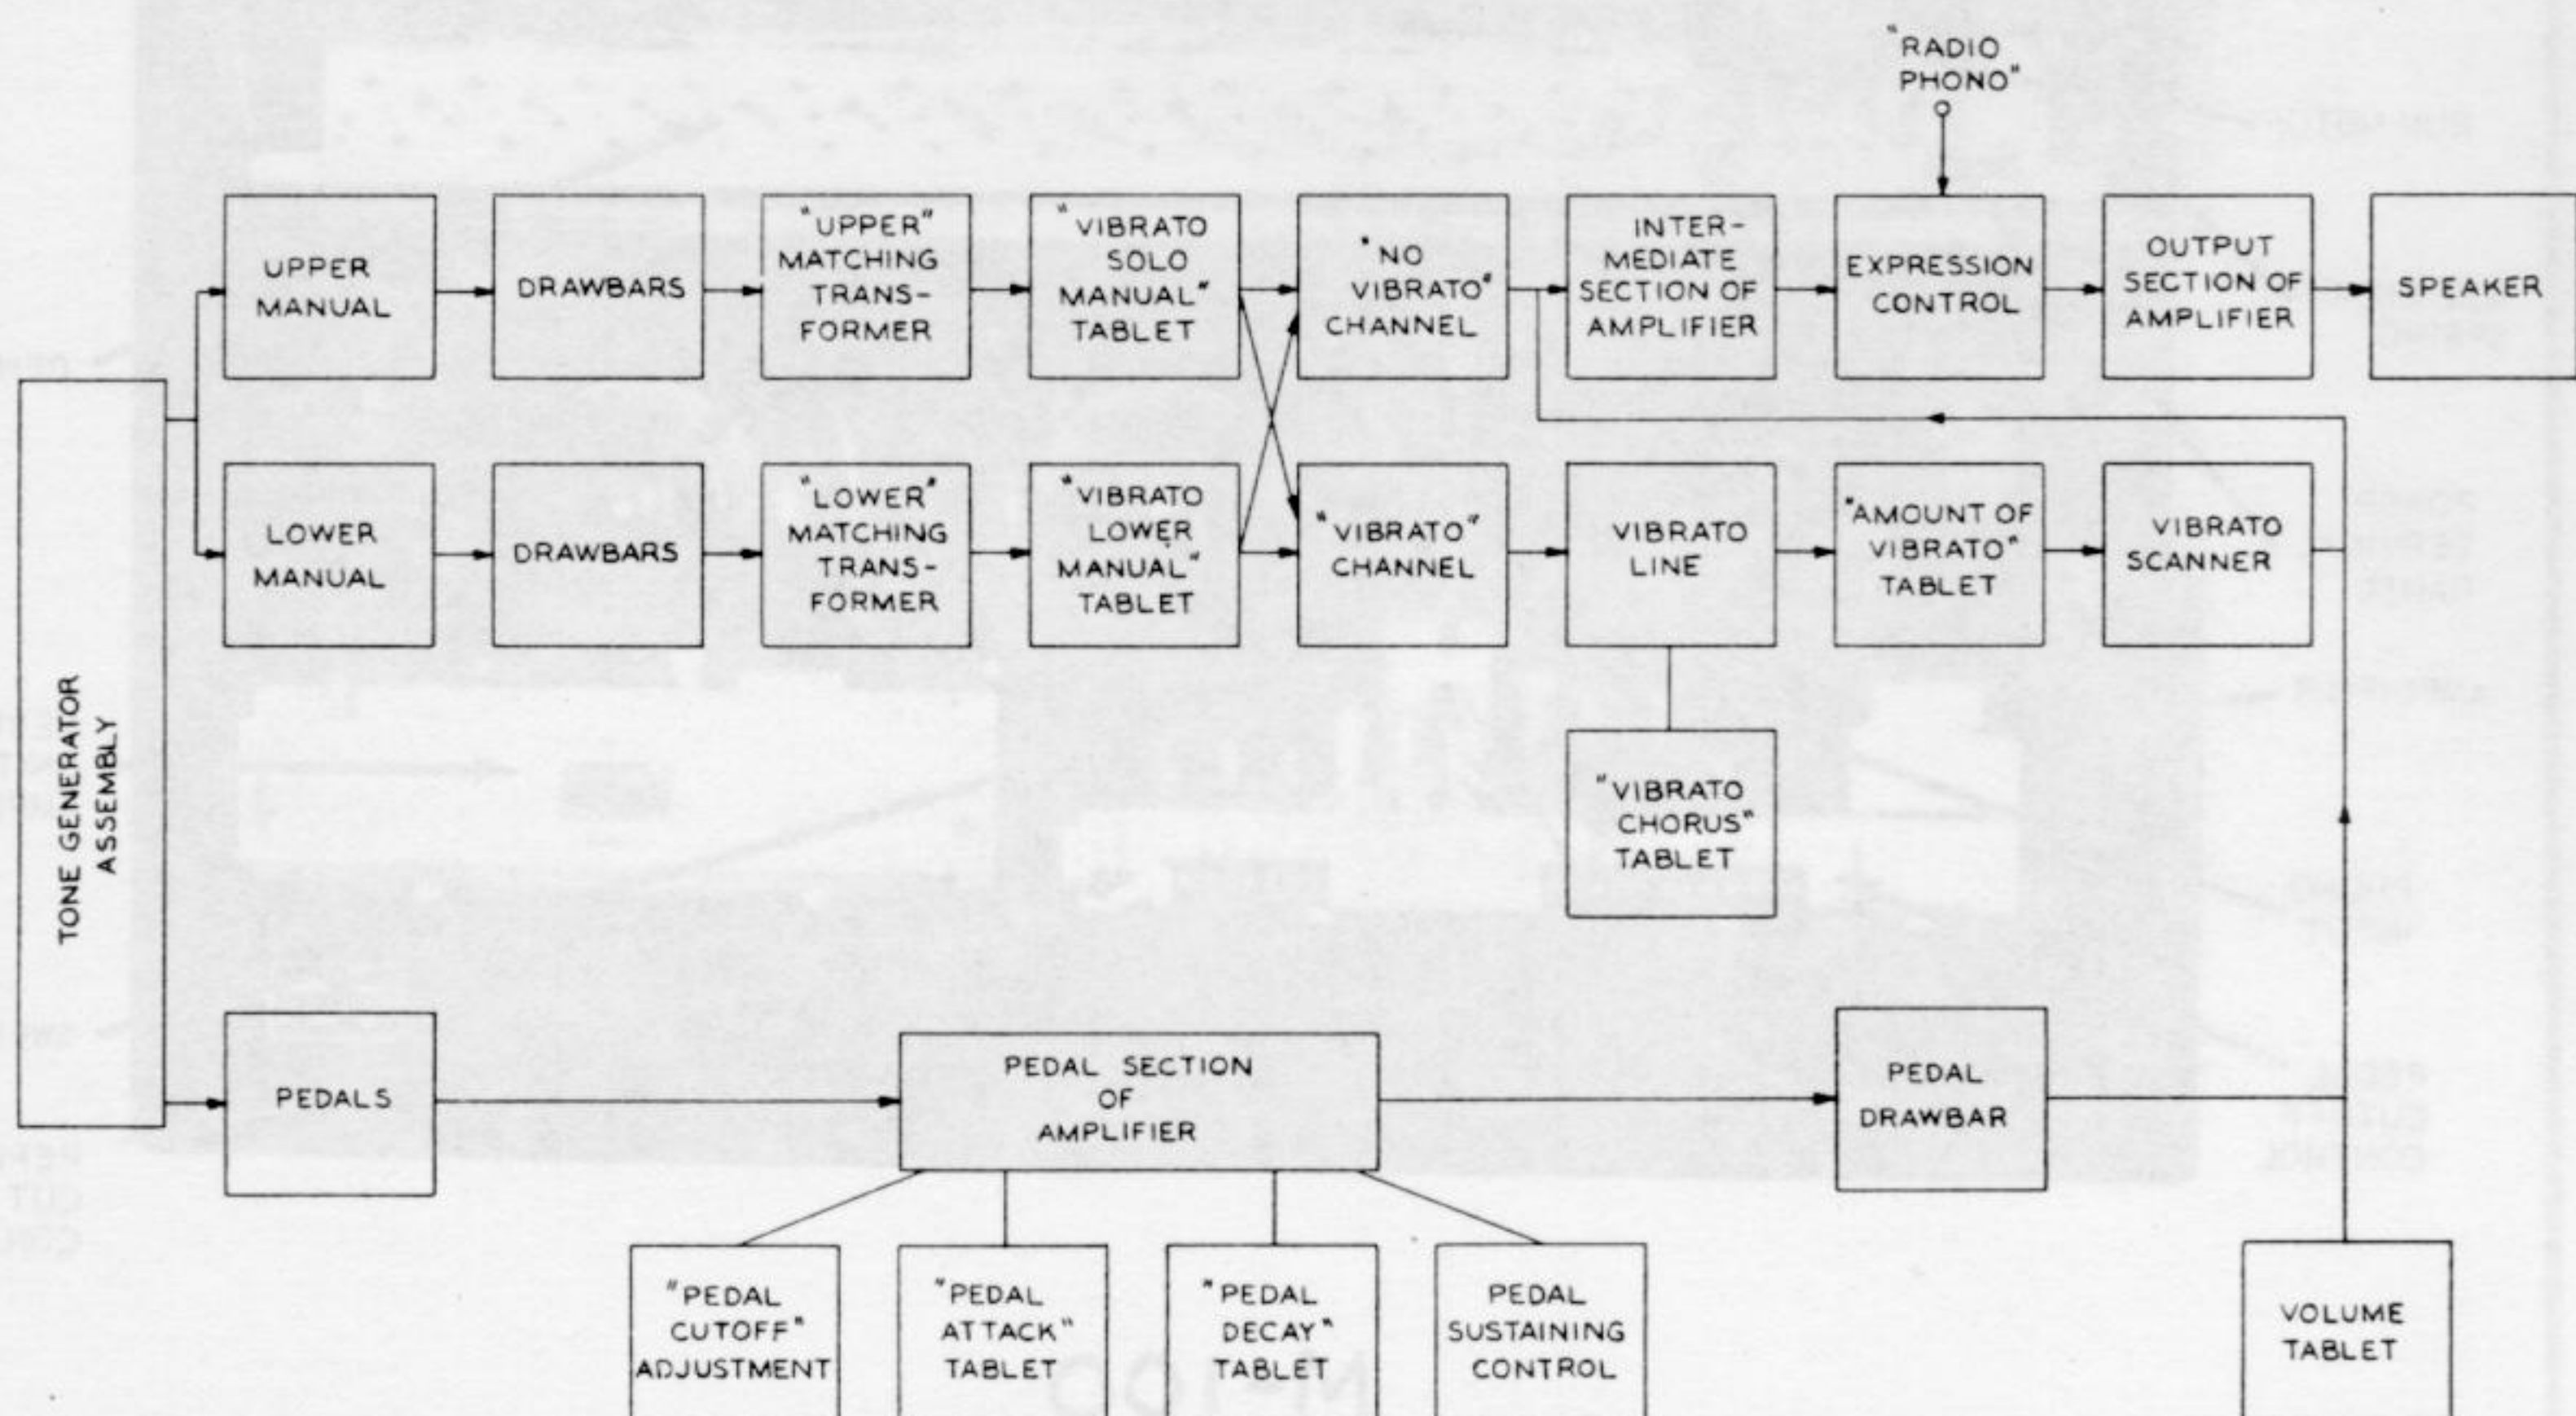 "RADIO
PHONO"
UPPER
MANUAL
DRAWBARS
"UPPER"
MATCHING
TRANS-
FORMER
"VIBRATO
SOLO
MANUAL"
TABLET
"NO
VIBRATO"
CHANNEL
INTER-
MEDIATE
SECTION OF
AMPLIFIER
EXPRESSION
CONTROL
OUTPUT
SECTION OF
AMPLIFIER
SPEAKER
TONE GENERATOR
ASSEMBLY
LOWER
MANUAL
DRAWBARS
"LOWER"
MATCHING
TRANS-
FORMER
"VIBRATO
LOWER
MANUAL"
TABLET
"VIBRATO"
CHANNEL
VIBRATO
LINE
"AMOUNT OF
VIBRATO"
TABLET
VIBRATO
SCANNER
"VIBRATO
CHORUS"
TABLET
PEDALS
PEDAL SECTION
OF
AMPLIFIER
PEDAL
DRAWBAR
"PEDAL
CUTOFF"
ADJUSTMENT
"PEDAL
ATTACK"
TABLET
"PEDAL
DECAY"
TABLET
PEDAL
SUSTAINING
CONTROL
VOLUME
TABLET
M-100